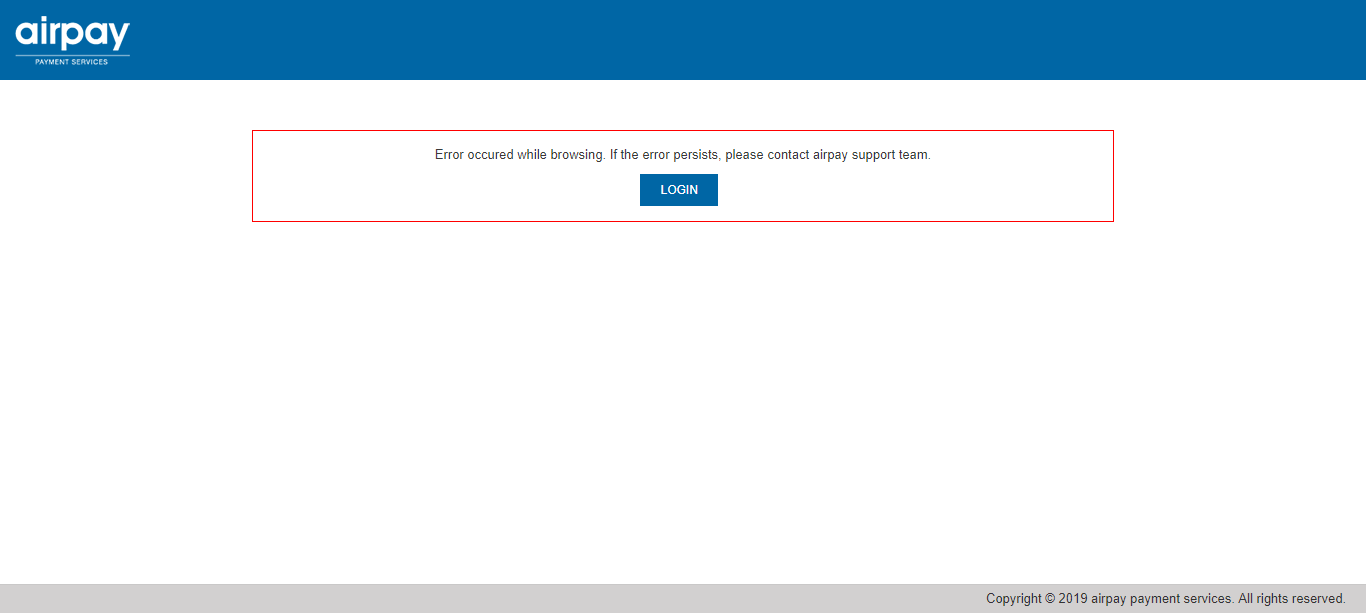 airpay
PAYMENT SERVICES
Error occured while browsing. If the error persists, please contact airpay support team.
LOGIN
Copyright © 2019 airpay payment services. All rights reserved.